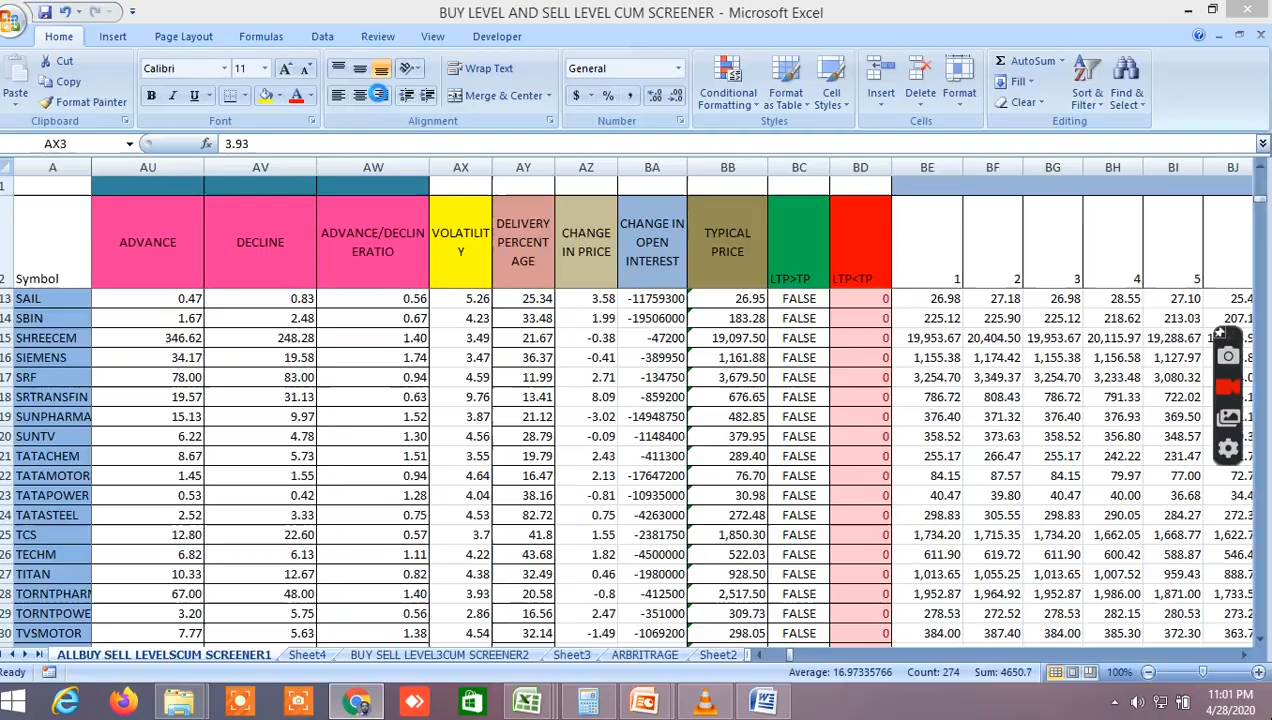 BUY LEVEL AND SELL LEVEL CUM SCREENER - Microsoft Excel
Home Insert Page Layout Formulas Data Review View Developer
Paste Cut Copy Format Painter Clipboard
Calibri 11 B I U A Font
Wrap Text Merge & Center Alignment
General $ % , Number
Conditional Formatting Format as Table Cell Styles Styles
Insert Delete Format Cells
AutoSum Fill Clear Sort & Filter Find & Select Editing
AX3 fx 3.93
A AU AV AW AX AY AZ BA BB BC BD BE BF BG BH BI BJ
1
2 Symbol ADVANCE DECLINE ADVANCE/DECLINERATIO VOLATILITY DELIVERY PERCENTAGE CHANGE IN PRICE CHANGE IN OPEN INTEREST TYPICAL PRICE LTP>TP LTP<TP 1 2 3 4 5
13 SAIL 0.47 0.83 0.56 5.26 25.34 3.58 -11759300 26.95 FALSE 0 26.98 27.18 26.98 28.55 27.10 25.4
14 SBIN 1.67 2.48 0.67 4.23 33.48 1.99 -19506000 183.28 FALSE 0 225.12 225.90 225.12 218.62 213.03 207.1
15 SHREECEM 346.62 248.28 1.40 3.49 21.67 -0.38 -47200 19,097.50 FALSE 0 19,953.67 20,404.50 19,953.67 20,115.97 19,288.67
16 SIEMENS 34.17 19.58 1.74 3.47 36.37 -0.41 -389950 1,161.88 FALSE 0 1,155.38 1,174.42 1,155.38 1,156.58 1,127.97
17 SRF 78.00 83.00 0.94 4.59 11.99 2.71 -134750 3,679.50 FALSE 0 3,254.70 3,349.37 3,254.70 3,233.48 3,080.32
18 SRTRANSFIN 19.57 31.13 0.63 9.76 13.41 8.09 -859200 676.65 FALSE 0 786.72 808.43 786.72 791.33 722.02
19 SUNPHARMA 15.13 9.97 1.52 3.87 21.12 -3.02 -14948750 482.85 FALSE 0 376.40 371.30 376.40 376.93 369.50
20 SUNTV 6.22 4.78 1.30 4.56 28.79 -0.09 -1148400 379.95 FALSE 0 358.52 373.63 358.52 356.80 348.57
21 TATACHEM 8.67 5.73 1.51 3.55 19.79 2.43 -411300 289.40 FALSE 0 255.17 266.47 255.17 242.22 231.47
22 TATAMOTOR 1.45 1.55 0.94 4.64 16.47 2.13 -17647200 76.70 FALSE 0 84.15 87.57 84.15 79.97 77.00 72.7
23 TATAPOWER 0.53 0.42 1.28 4.04 38.16 -0.81 -10935000 30.98 FALSE 0 40.47 39.80 40.47 40.00 36.68 34.4
24 TATASTEEL 2.52 3.33 0.75 4.53 82.72 0.75 -4263000 272.48 FALSE 0 298.83 305.55 298.83 290.05 284.27 272.3
25 TCS 12.80 22.60 0.57 3.7 41.8 1.55 -2381750 1,850.30 FALSE 0 1,734.20 1,715.35 1,734.20 1,662.05 1,668.77 1,622.7
26 TECHM 6.82 6.13 1.11 4.22 43.68 1.82 -4500000 522.03 FALSE 0 611.90 619.72 611.90 600.42 588.87 546.4
27 TITAN 10.33 12.67 0.82 4.38 32.49 0.46 -1980000 928.50 FALSE 0 1,013.65 1,055.25 1,013.65 1,007.52 959.43 888.7
28 TORNTPHARM 67.00 48.00 1.40 3.93 20.58 -0.8 -412500 2,517.50 FALSE 0 1,952.87 1,964.92 1,952.87 1,986.00 1,871.00 1,733.5
29 TORNTPOWE 3.20 5.75 0.56 2.86 16.56 2.47 -351000 309.73 FALSE 0 278.53 272.52 278.53 282.15 280.53 273.2
30 TVSMOTOR 7.77 5.63 1.38 4.54 32.14 -1.49 -1069200 298.05 FALSE 0 384.00 387.40 384.00 385.30 372.30 363.7
ALLBUY SELL LEVELSCUM SCREENER1 Sheet4 BUY SELL LEVEL3CUM SCREENER2 Sheet3 ARBRITRAGE Sheet2
Ready Average: 16.97335766 Count: 274 Sum: 4650.7 100%
11:01 PM
4/28/2020